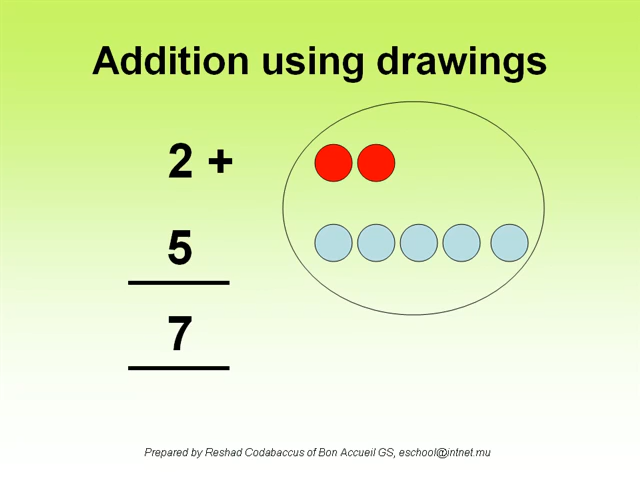 Addition using drawings
2 +
5
7
Prepared by Reshad Codabaccus of Bon Accueil GS, eschool@intnet.mu